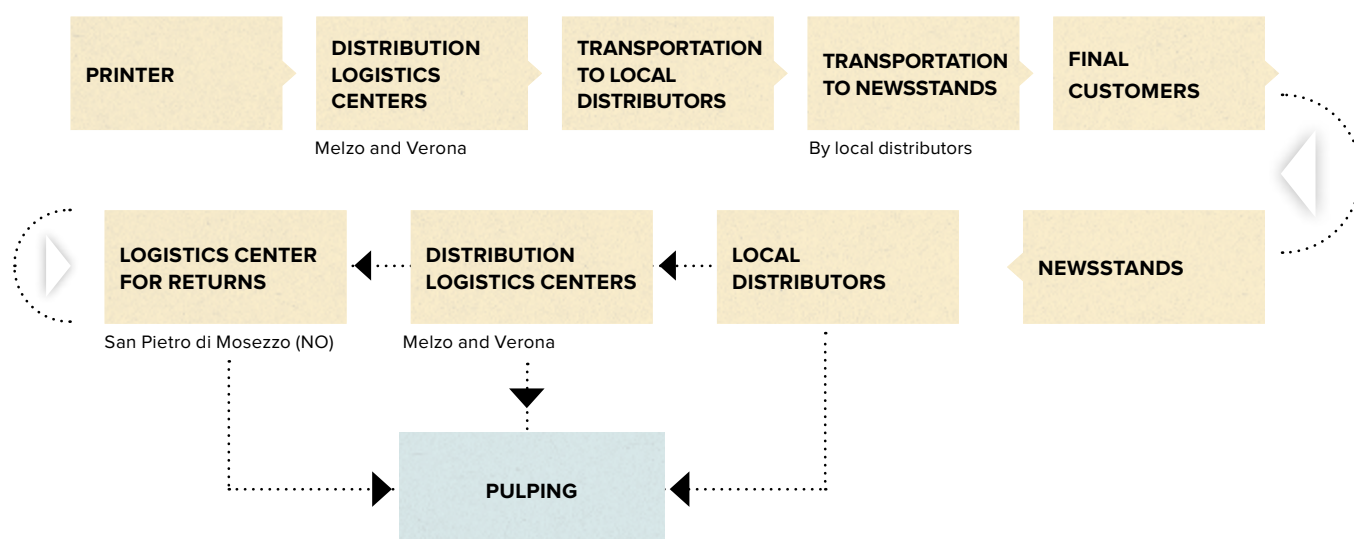 PRINTER
DISTRIBUTION
LOGISTICS
CENTERS
Melzo and Verona
TRANSPORTATION
TO LOCAL
DISTRIBUTORS
TRANSPORTATION
TO NEWSSTANDS
By local distributors
FINAL
CUSTOMERS
LOGISTICS CENTER
FOR RETURNS
San Pietro di Mosezzo (NO)
DISTRIBUTION
LOGISTICS CENTERS
Melzo and Verona
LOCAL
DISTRIBUTORS
NEWSSTANDS
PULPING